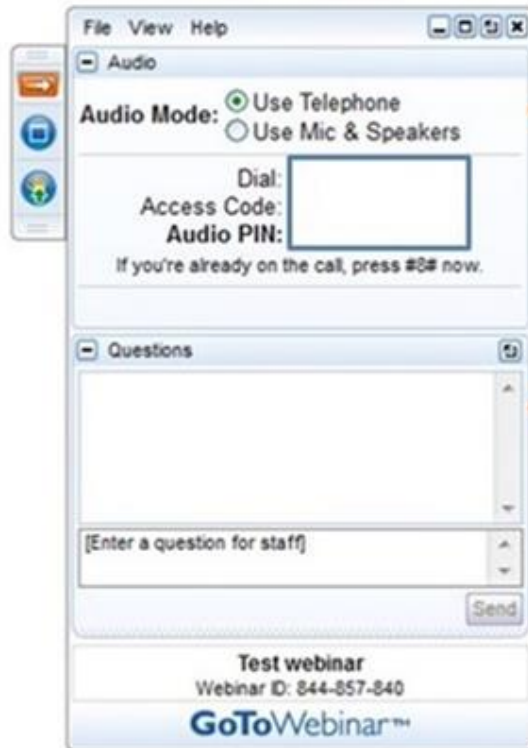 File View Help
Audio
Audio Mode: Use Telephone
Use Mic & Speakers
Dial:
Access Code:
Audio PIN:
If you're already on the call, press #8# now.
Questions
[Enter a question for staff]
Send
Test webinar
Webinar ID: 844-857-840
GoToWebinar™